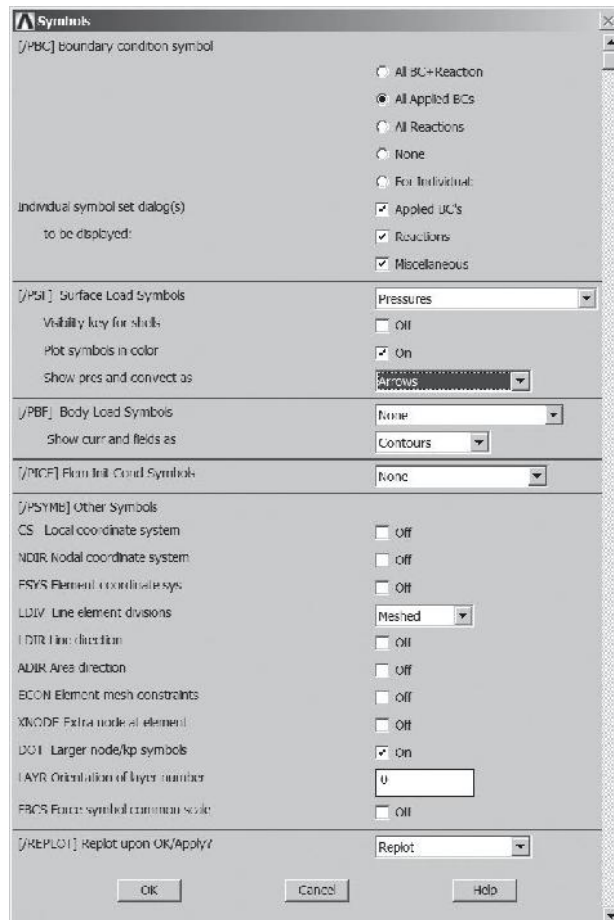 Symbols
[/PBC] Boundary condition symbol
All BC+Reaction
All Applied BCs
All Reactions
None
For Individual:
Individual symbol set dialog(s) Applied BC's
to be displayed: Reactions
Miscellaneous
[/PSF] Surface Load Symbols Pressures
Visibility key for shells Off
Plot symbols in color On
Show pres and convect as Arrows
[/PBF] Body Load Symbols None
Show curr and fields as Contours
[/PICE] Elem Init Cond Symbols None
[/PSYMB] Other Symbols
CS Local coordinate system Off
NDIR Nodal coordinate system Off
ESYS Element coordinate sys Off
LDIV Line element divisions Meshed
LDIR Line direction Off
ADIR Area direction Off
ECON Element mesh constraints Off
XNODE Extra node at element Off
DOT Larger node/kp symbols On
LAYR Orientation of layer number 0
FBCS Force symbol common scale Off
[/REPLOT] Replot upon OK/Apply? Replot
OK Cancel Help